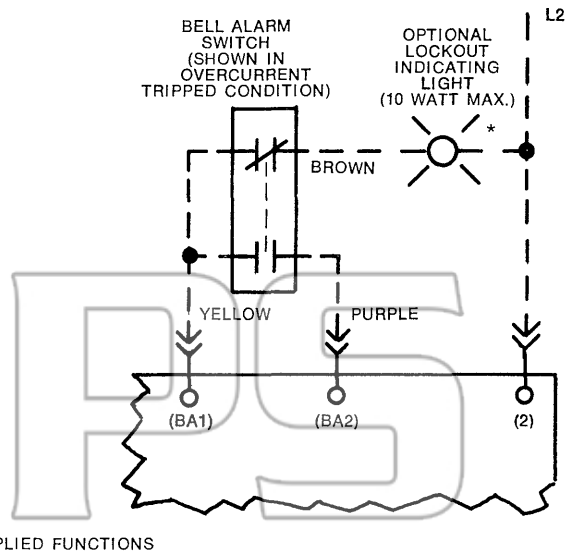 L2
BELL ALARM
SWITCH
(SHOWN IN
OVERCURRENT
TRIPPED CONDITION)
OPTIONAL
LOCKOUT
INDICATING
LIGHT
(10 WATT MAX.)
*
BROWN
YELLOW
PURPLE
(BA1)
(BA2)
(2)
PS
PLIED FUNCTIONS